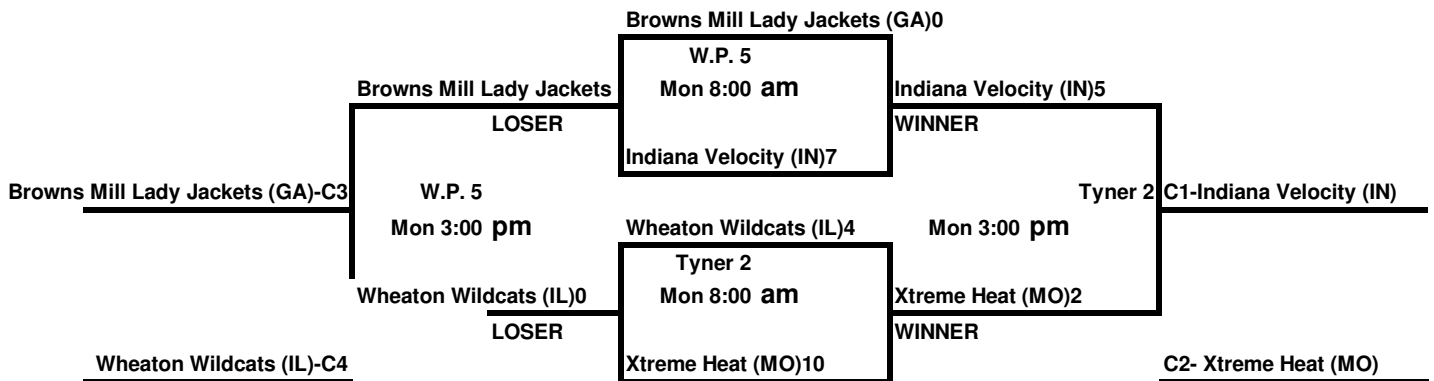 Browns Mill Lady Jackets (GA)0
W.P. 5
Browns Mill Lady Jackets
Mon 8:00 am
Indiana Velocity (IN)5
LOSER
WINNER
Indiana Velocity (IN)7
Browns Mill Lady Jackets (GA)-C3
W.P. 5
Tyner 2
C1-Indiana Velocity (IN)
Mon 3:00 pm
Wheaton Wildcats (IL)4
Mon 3:00 pm
Tyner 2
Wheaton Wildcats (IL)0
Mon 8:00 am
Xtreme Heat (MO)2
LOSER
WINNER
Wheaton Wildcats (IL)-C4
Xtreme Heat (MO)10
C2- Xtreme Heat (MO)